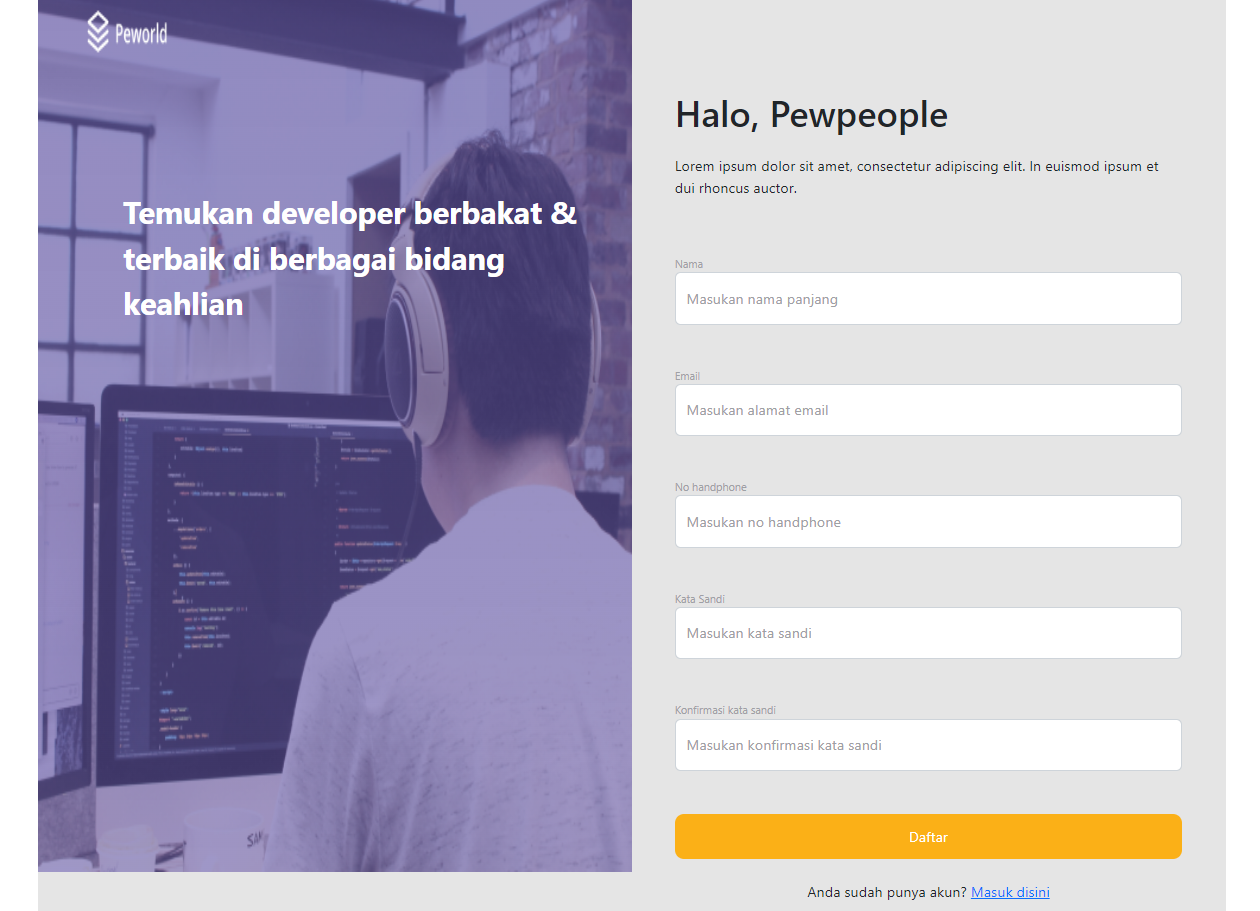 Peworld
Temukan developer berbakat &
terbaik di berbagai bidang
keahlian
Halo, Pewpeople
Lorem ipsum dolor sit amet, consectetur adipiscing elit. In euismod ipsum et
dui rhoncus auctor.
Nama
Masukan nama panjang
Email
Masukan alamat email
No handphone
Masukan no handphone
Kata Sandi
Masukan kata sandi
Konfirmasi kata sandi
Masukan konfirmasi kata sandi
Daftar
Anda sudah punya akun? Masuk disini